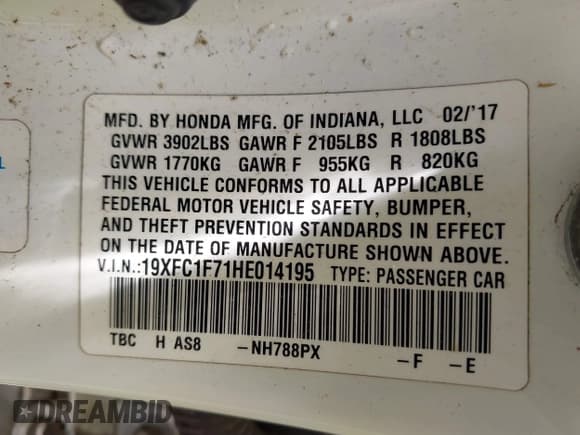 MFD. BY HONDA MFG. OF INDIANA, LLC 02/'17
GVWR 3902LBS GAWR F 2105LBS R 1808LBS
GVWR 1770KG GAWR F 955KG R 820KG
THIS VEHICLE CONFORMS TO ALL APPLICABLE
FEDERAL MOTOR VEHICLE SAFETY, BUMPER,
AND THEFT PREVENTION STANDARDS IN EFFECT
ON THE DATE OF MANUFACTURE SHOWN ABOVE.
V.I.N.:19XFC1F71HE014195 TYPE: PASSENGER CAR
TBC H AS8 -NH788PX -F -E
L
DREAMBID